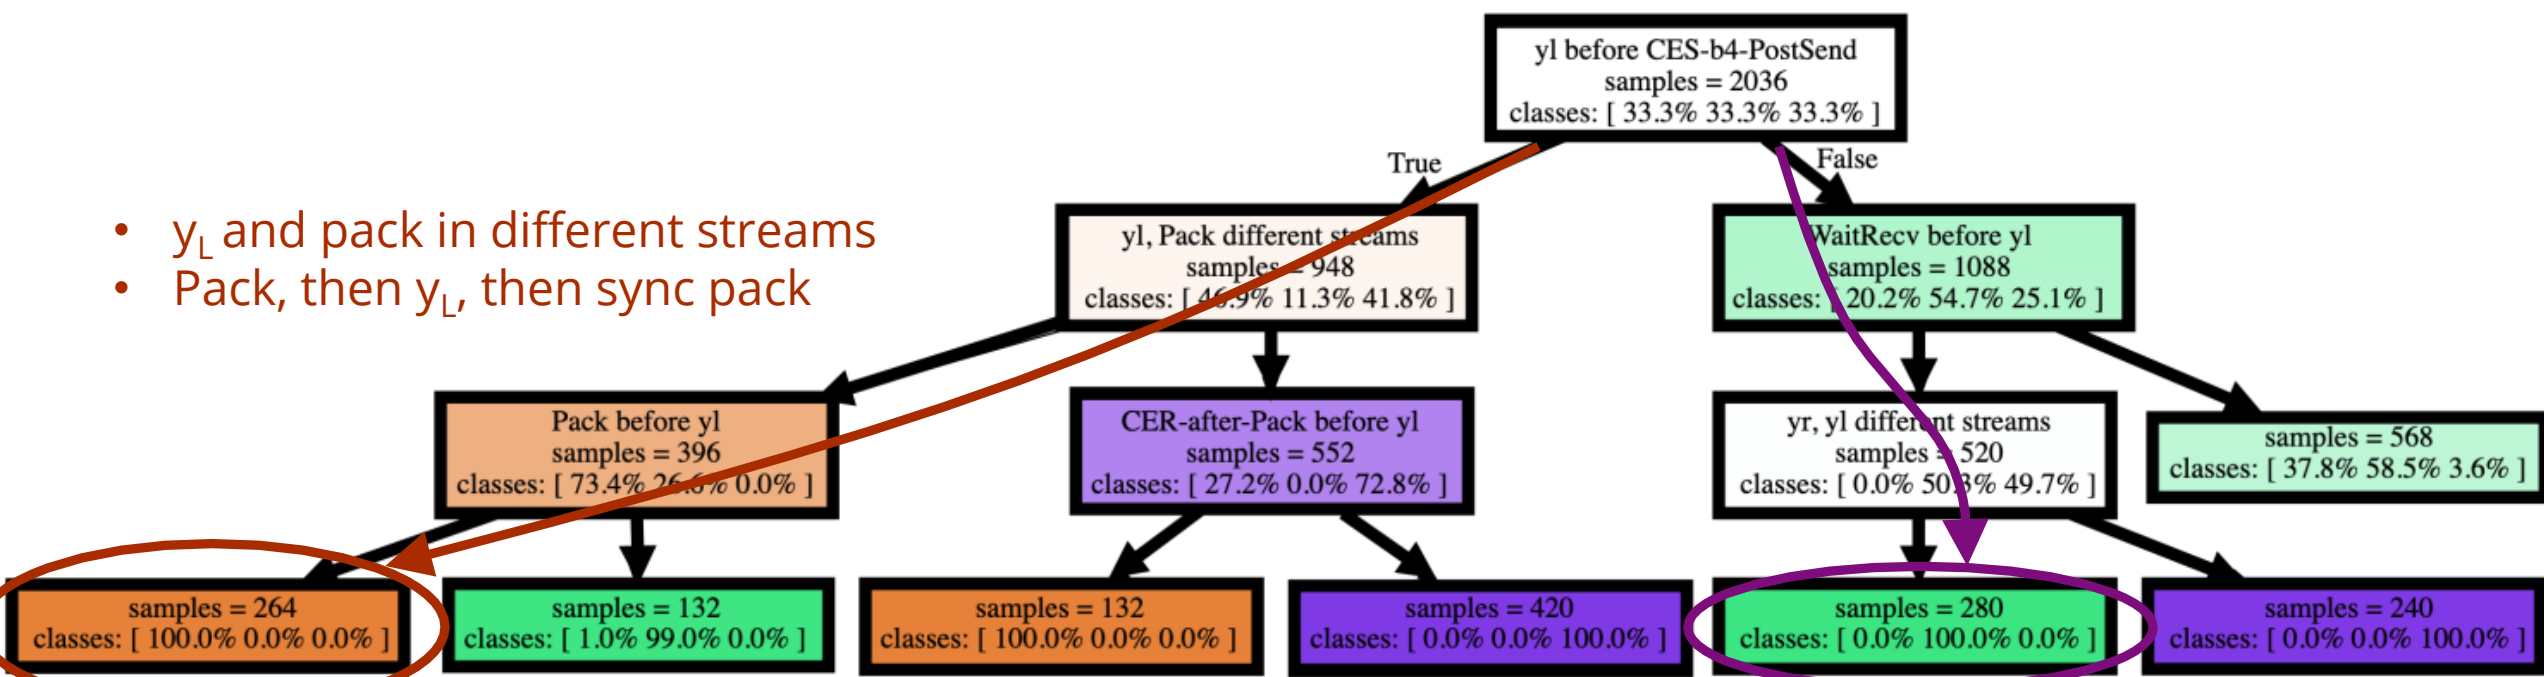 yl before CES-b4-PostSend
samples = 2036
classes: [ 33.3% 33.3% 33.3% ]
True
False
• yL and pack in different streams
• Pack, then yL, then sync pack
yl, Pack different streams
samples = 948
classes: [ 46.9% 11.3% 41.8% ]
WaitRecv before yl
samples = 1088
classes: [ 20.2% 54.7% 25.1% ]
Pack before yl
samples = 396
classes: [ 73.4% 26.6% 0.0% ]
CER-after-Pack before yl
samples = 552
classes: [ 27.2% 0.0% 72.8% ]
yr, yl different streams
samples = 520
classes: [ 0.0% 50.3% 49.7% ]
samples = 568
classes: [ 37.8% 58.5% 3.6% ]
samples = 264
classes: [ 100.0% 0.0% 0.0% ]
samples = 132
classes: [ 1.0% 99.0% 0.0% ]
samples = 132
classes: [ 100.0% 0.0% 0.0% ]
samples = 420
classes: [ 0.0% 0.0% 100.0% ]
samples = 280
classes: [ 0.0% 100.0% 0.0% ]
samples = 240
classes: [ 0.0% 0.0% 100.0% ]